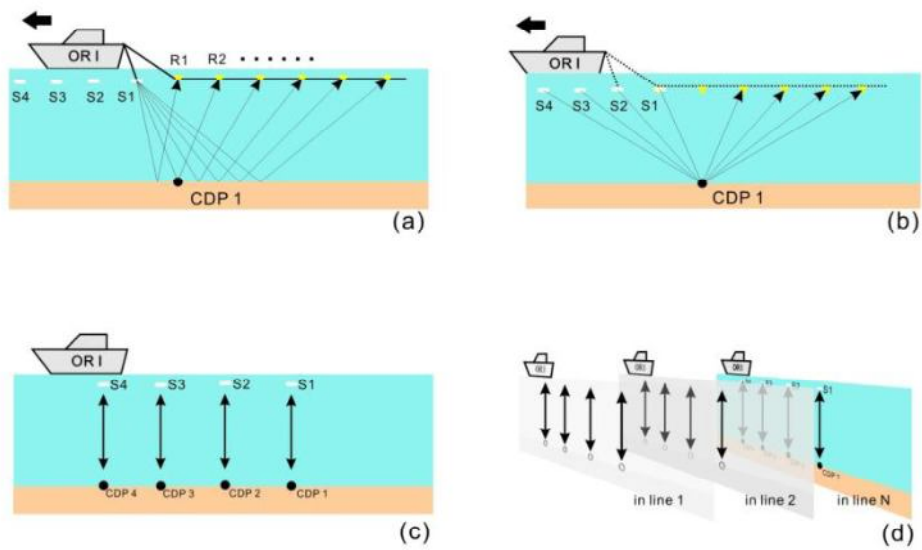 OR I
R1 R2 ......
S4 S3 S2 S1
CDP 1
(a)
OR I
S4 S3 S2 S1
CDP 1
(b)
OR I
S4 S3 S2 S1
CDP 4 CDP 3 CDP 2 CDP 1
(c)
S1
CDP 1
in line 1 in line 2 in line N
(d)